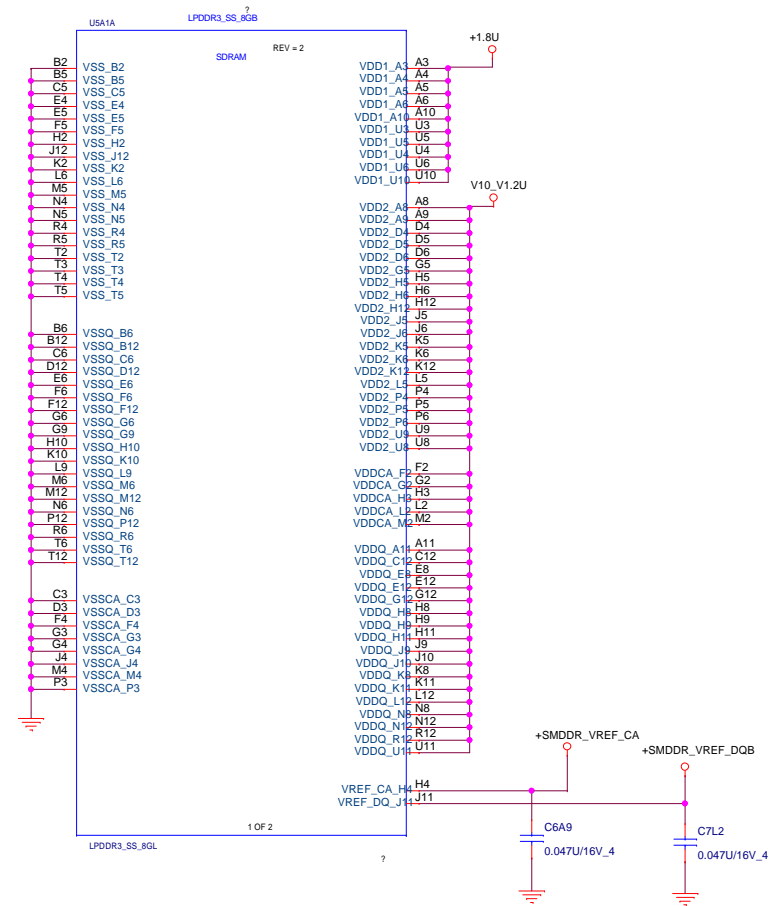 ?
LPDDR3_SS_8GB
U5A1A
SDRAM
REV = 2
+1.8U
B2 VSS_B2
B5 VSS_B5
C5 VSS_C5
E4 VSS_E4
E5 VSS_E5
F5 VSS_F5
H2 VSS_H2
J12 VSS_J12
K2 VSS_K2
L6 VSS_L6
M5 VSS_M5
N4 VSS_N4
N5 VSS_N5
R4 VSS_R4
R5 VSS_R5
T2 VSS_T2
T3 VSS_T3
T4 VSS_T4
T5 VSS_T5
B6 VSSQ_B6
B12 VSSQ_B12
C6 VSSQ_C6
D12 VSSQ_D12
E6 VSSQ_E6
F6 VSSQ_F6
F12 VSSQ_F12
G6 VSSQ_G6
G9 VSSQ_G9
H10 VSSQ_H10
K10 VSSQ_K10
L9 VSSQ_L9
M6 VSSQ_M6
M12 VSSQ_M12
N6 VSSQ_N6
P12 VSSQ_P12
R6 VSSQ_R6
T6 VSSQ_T6
T12 VSSQ_T12
C3 VSSCA_C3
D3 VSSCA_D3
F4 VSSCA_F4
G3 VSSCA_G3
G4 VSSCA_G4
J4 VSSCA_J4
M4 VSSCA_M4
P3 VSSCA_P3
VDD1_A3 A3
VDD1_A4 A4
VDD1_A5 A5
VDD1_A6 A6
VDD1_A10 A10
VDD1_U3 U3
VDD1_U5 U5
VDD1_U4 U4
VDD1_U6 U6
VDD1_U10 U10
V10_V1.2U
VDD2_A8 A8
VDD2_A9 A9
VDD2_D4 D4
VDD2_D5 D5
VDD2_D6 D6
VDD2_G5 G5
VDD2_H5 H5
VDD2_H6 H6
VDD2_H12 H12
VDD2_J5 J5
VDD2_J6 J6
VDD2_K5 K5
VDD2_K6 K6
VDD2_K12 K12
VDD2_L5 L5
VDD2_P4 P4
VDD2_P5 P5
VDD2_P6 P6
VDD2_U9 U9
VDD2_U8 U8
VDDCA_F2 F2
VDDCA_G2 G2
VDDCA_H3 H3
VDDCA_L2 L2
VDDCA_M2 M2
VDDQ_A11 A11
VDDQ_C12 C12
VDDQ_E8 E8
VDDQ_E12 E12
VDDQ_G12 G12
VDDQ_H8 H8
VDDQ_H9 H9
VDDQ_H11 H11
VDDQ_J9 J9
VDDQ_J10 J10
VDDQ_K8 K8
VDDQ_K11 K11
VDDQ_L12 L12
VDDQ_N8 N8
VDDQ_N12 N12
VDDQ_R12 R12
VDDQ_U11 U11
+SMDDR_VREF_CA
+SMDDR_VREF_DQB
VREF_CA_H4 H4
VREF_DQ_J11 J11
1 OF 2
LPDDR3_SS_8GL
?
C6A9
0.047U/16V_4
C7L2
0.047U/16V_4